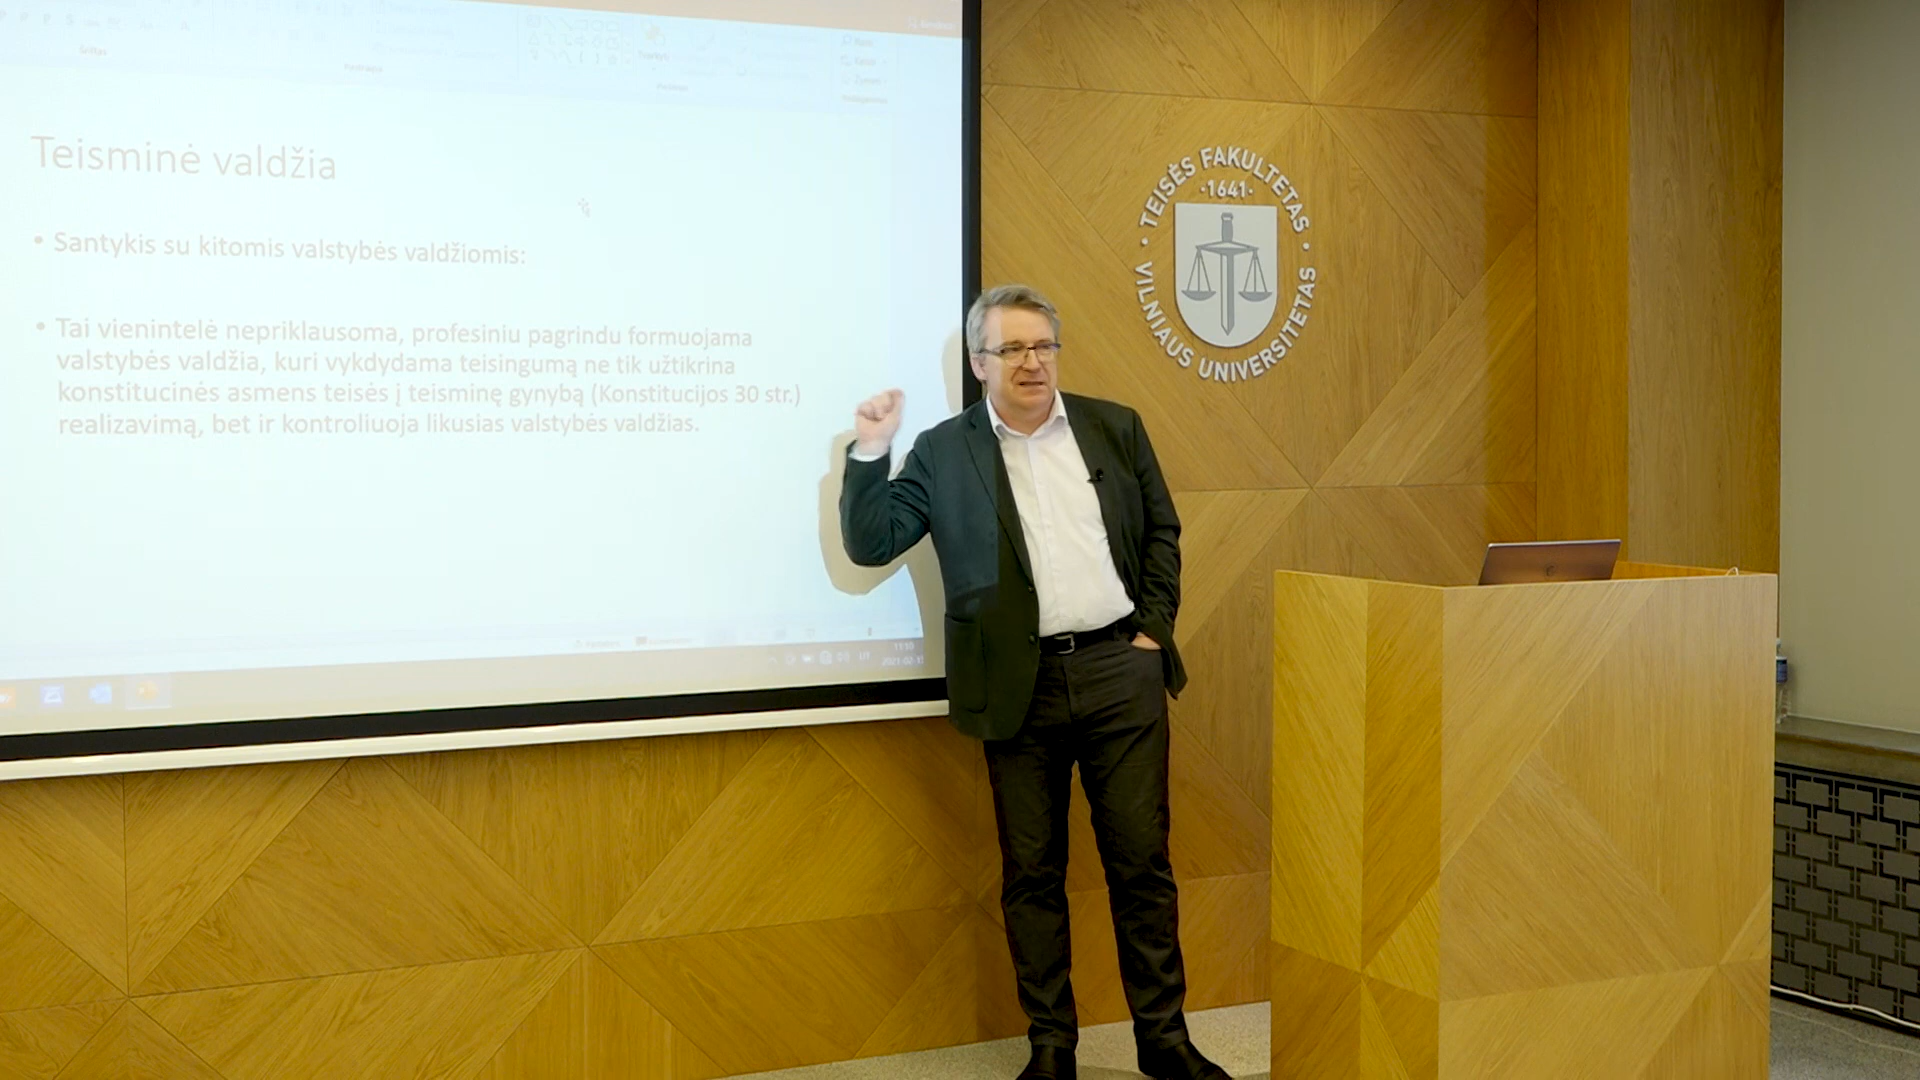 Teisminė valdžia
• Santykis su kitomis valstybės valdžiomis:
• Tai vienintelė nepriklausoma, profesiniu pagrindu formuojama
valstybės valdžia, kuri vykdydama teisingumą ne tik užtikrina
konstitucinės asmens teisės į teisminę gynybą (Konstitucijos 30 str.)
realizavimą, bet ir kontroliuoja likusias valstybės valdžias.
11:10
TEISĖS FAKULTETAS
·1641·
VILNIAUS UNIVERSITETAS